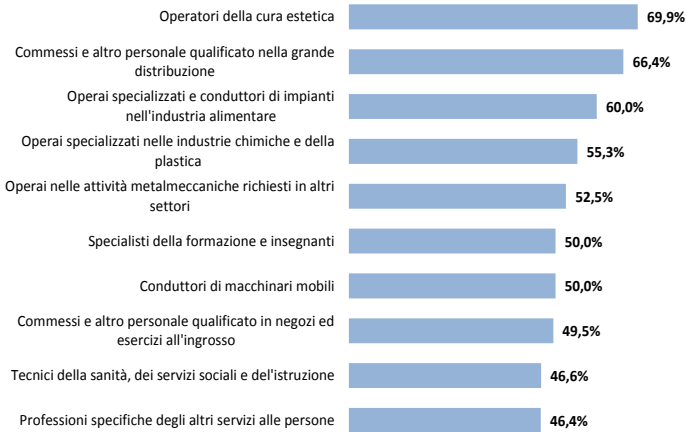 Operatori della cura estetica
69,9%
Commessi e altro personale qualificato nella grande
distribuzione
66,4%
Operai specializzati e conduttori di impianti
nell'industria alimentare
60,0%
Operai specializzati nelle industrie chimiche e della
plastica
55,3%
Operai nelle attività metalmeccaniche richiesti in altri
settori
52,5%
Specialisti della formazione e insegnanti
50,0%
Conduttori di macchinari mobili
50,0%
Commessi e altro personale qualificato in negozi ed
esercizi all'ingrosso
49,5%
Tecnici della sanità, dei servizi sociali e del'istruzione
46,6%
Professioni specifiche degli altri servizi alle persone
46,4%